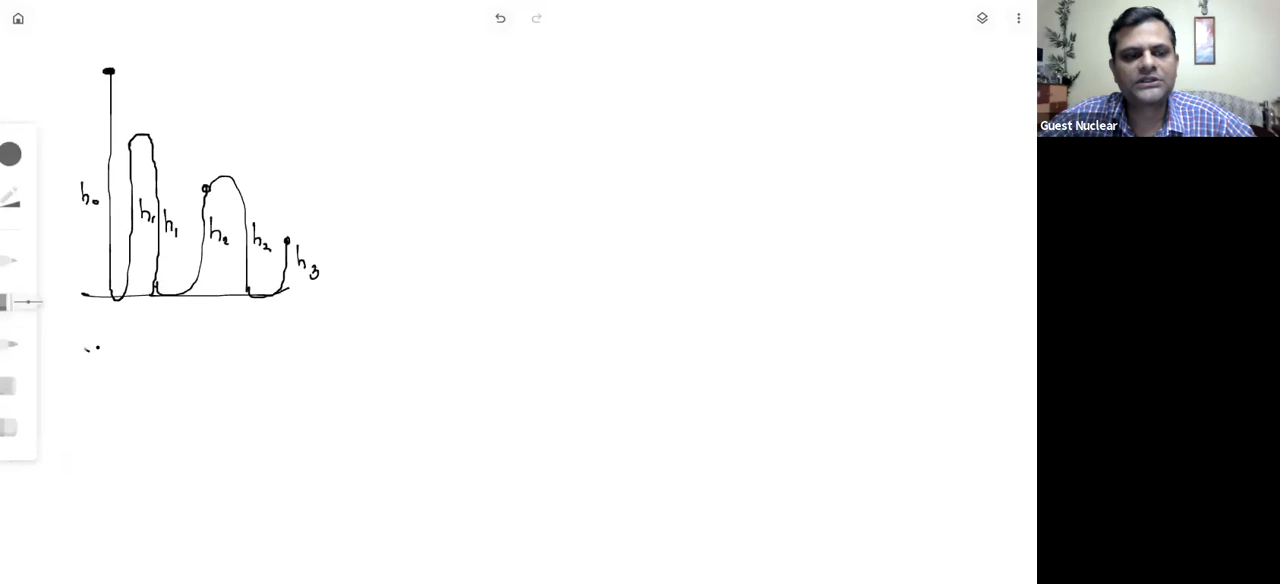 h₀
h₁
h₁
h₂
h₂
h₃
Guest Nuclear